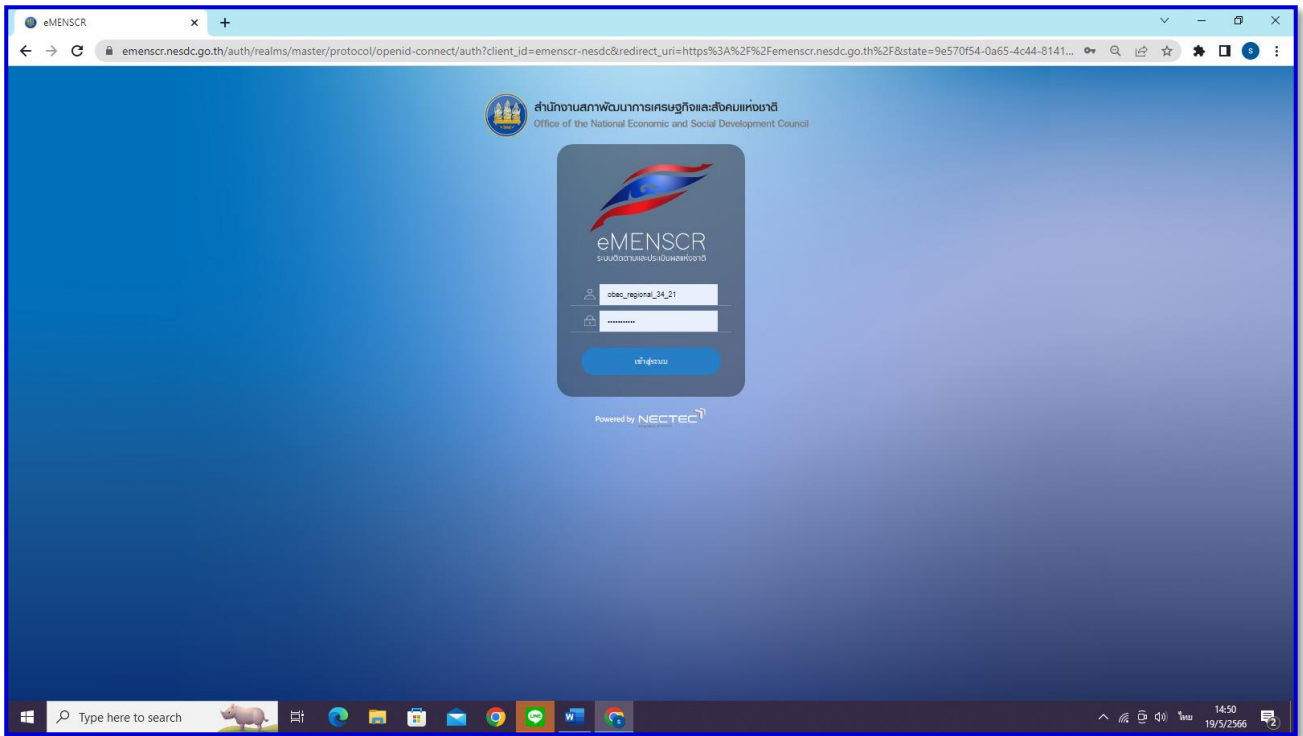 eMENSCR
emenscr.nesdc.go.th/auth/realms/master/protocol/openid-connect/auth?client_id=emenscr-nesdc&redirect_uri=https%3A%2F%2Femenscr.nesdc.go.th%2F&state=9e570f54-0a65-4c44-8141...
สำนักงานสภาพัฒนาการเศรษฐกิจและสังคมแห่งชาติ
Office of the National Economic and Social Development Council
eMENSCR
ระบบติดตามและประเมินผลแห่งชาติ
obec_regional_34_21
เข้าสู่ระบบ
Powered by NECTEC
Type here to search
ไทย
14:50
19/5/2566